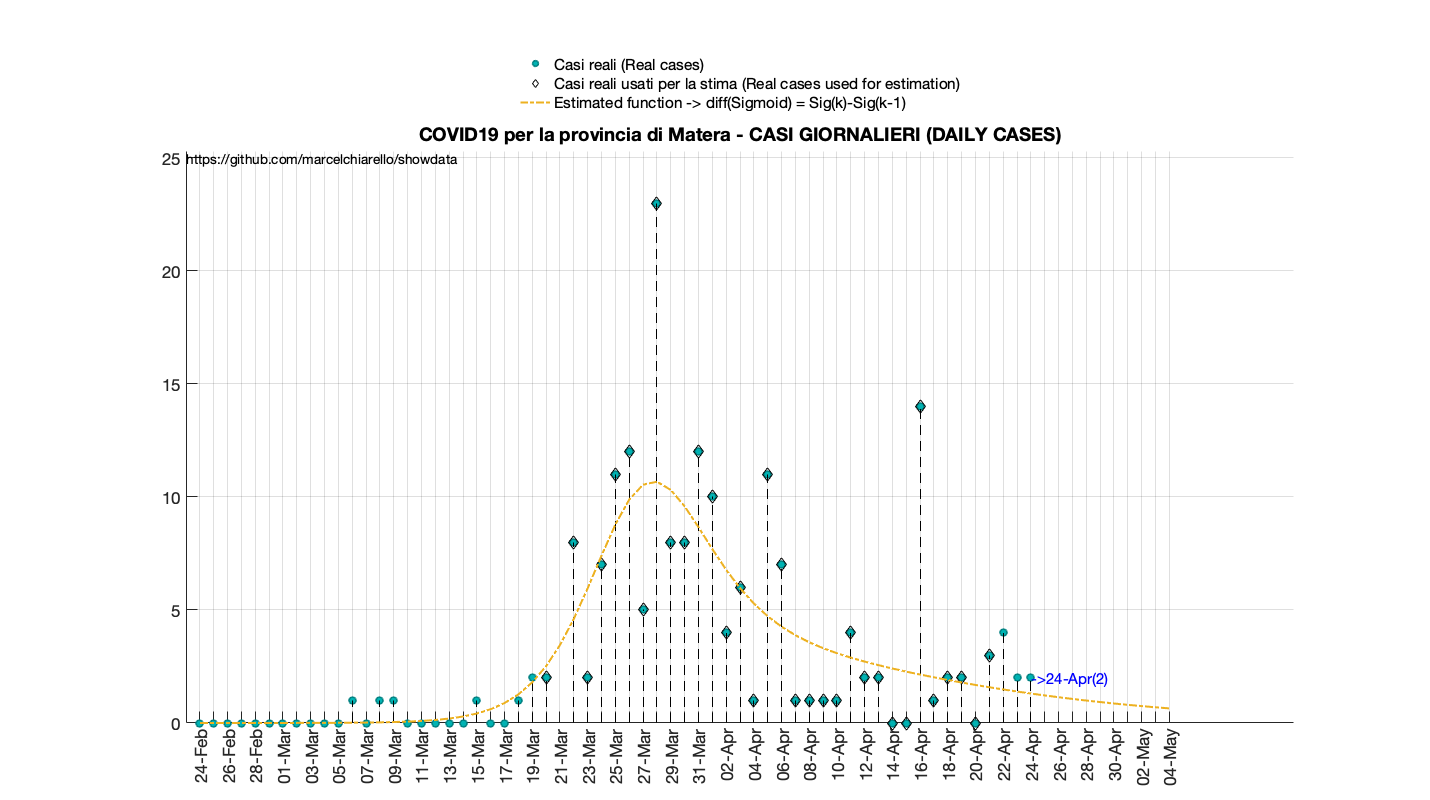 Casi reali (Real cases)
Casi reali usati per la stima (Real cases used for estimation)
Estimated function -> diff(Sigmoid) = Sig(k)-Sig(k-1)
COVID19 per la provincia di Matera - CASI GIORNALIERI (DAILY CASES)
25
https://github.com/marcelchiarello/showdata
20
15
10
5
0
->24-Apr(2)
24-Feb
26-Feb
28-Feb
01-Mar
03-Mar
05-Mar
07-Mar
09-Mar
11-Mar
13-Mar
15-Mar
17-Mar
19-Mar
21-Mar
23-Mar
25-Mar
27-Mar
29-Mar
31-Mar
02-Apr
04-Apr
06-Apr
08-Apr
10-Apr
12-Apr
14-Apr
16-Apr
18-Apr
20-Apr
22-Apr
24-Apr
26-Apr
28-Apr
30-Apr
02-May
04-May